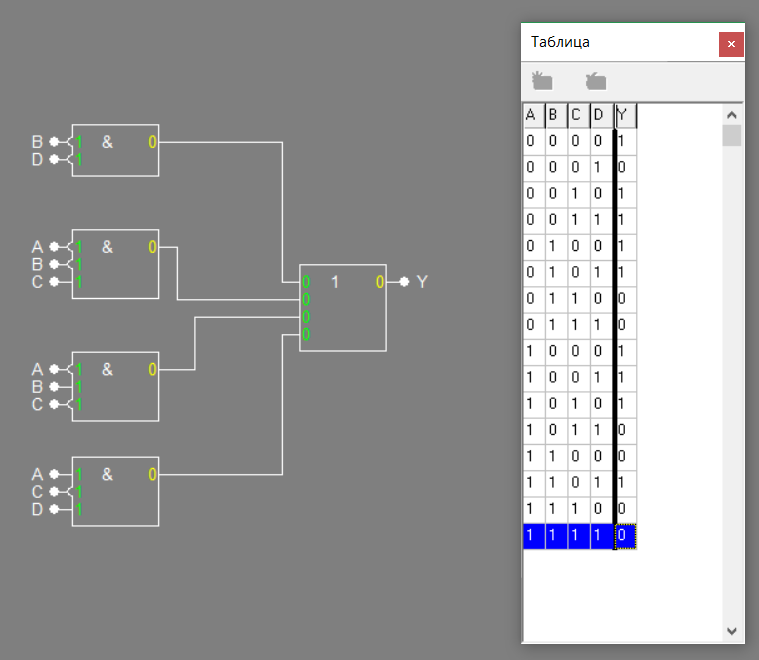 Таблица
A B C D Y
0 0 0 0 1
0 0 0 1 0
0 0 1 0 1
0 0 1 1 1
0 1 0 0 1
0 1 0 1 1
0 1 1 0 0
0 1 1 1 0
1 0 0 0 1
1 0 0 1 1
1 0 1 0 1
1 0 1 1 0
1 1 0 0 0
1 1 0 1 1
1 1 1 0 0
1 1 1 1 0
B 1 & 0
D 1
A 1 & 0
B 1
C 1
A 1 & 0
B 1
C 1
A 1 & 0
C 1
D 1
0 1 0 Y
0
0
0